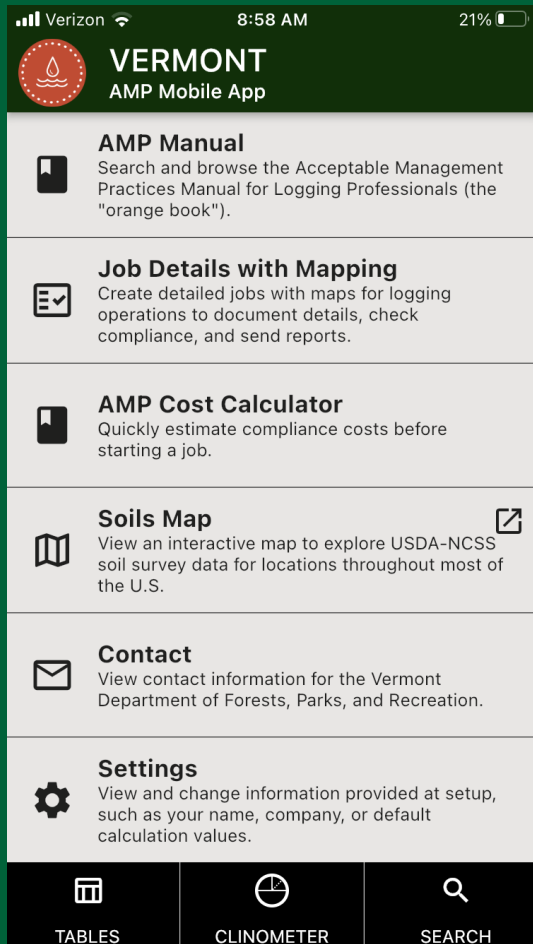 Verizon 8:58 AM 21%
VERMONT
AMP Mobile App
AMP Manual
Search and browse the Acceptable Management
Practices Manual for Logging Professionals (the
"orange book").
Job Details with Mapping
Create detailed jobs with maps for logging
operations to document details, check
compliance, and send reports.
AMP Cost Calculator
Quickly estimate compliance costs before
starting a job.
Soils Map
View an interactive map to explore USDA-NCSS
soil survey data for locations throughout most of
the U.S.
Contact
View contact information for the Vermont
Department of Forests, Parks, and Recreation.
Settings
View and change information provided at setup,
such as your name, company, or default
calculation values.
TABLES CLINOMETER SEARCH